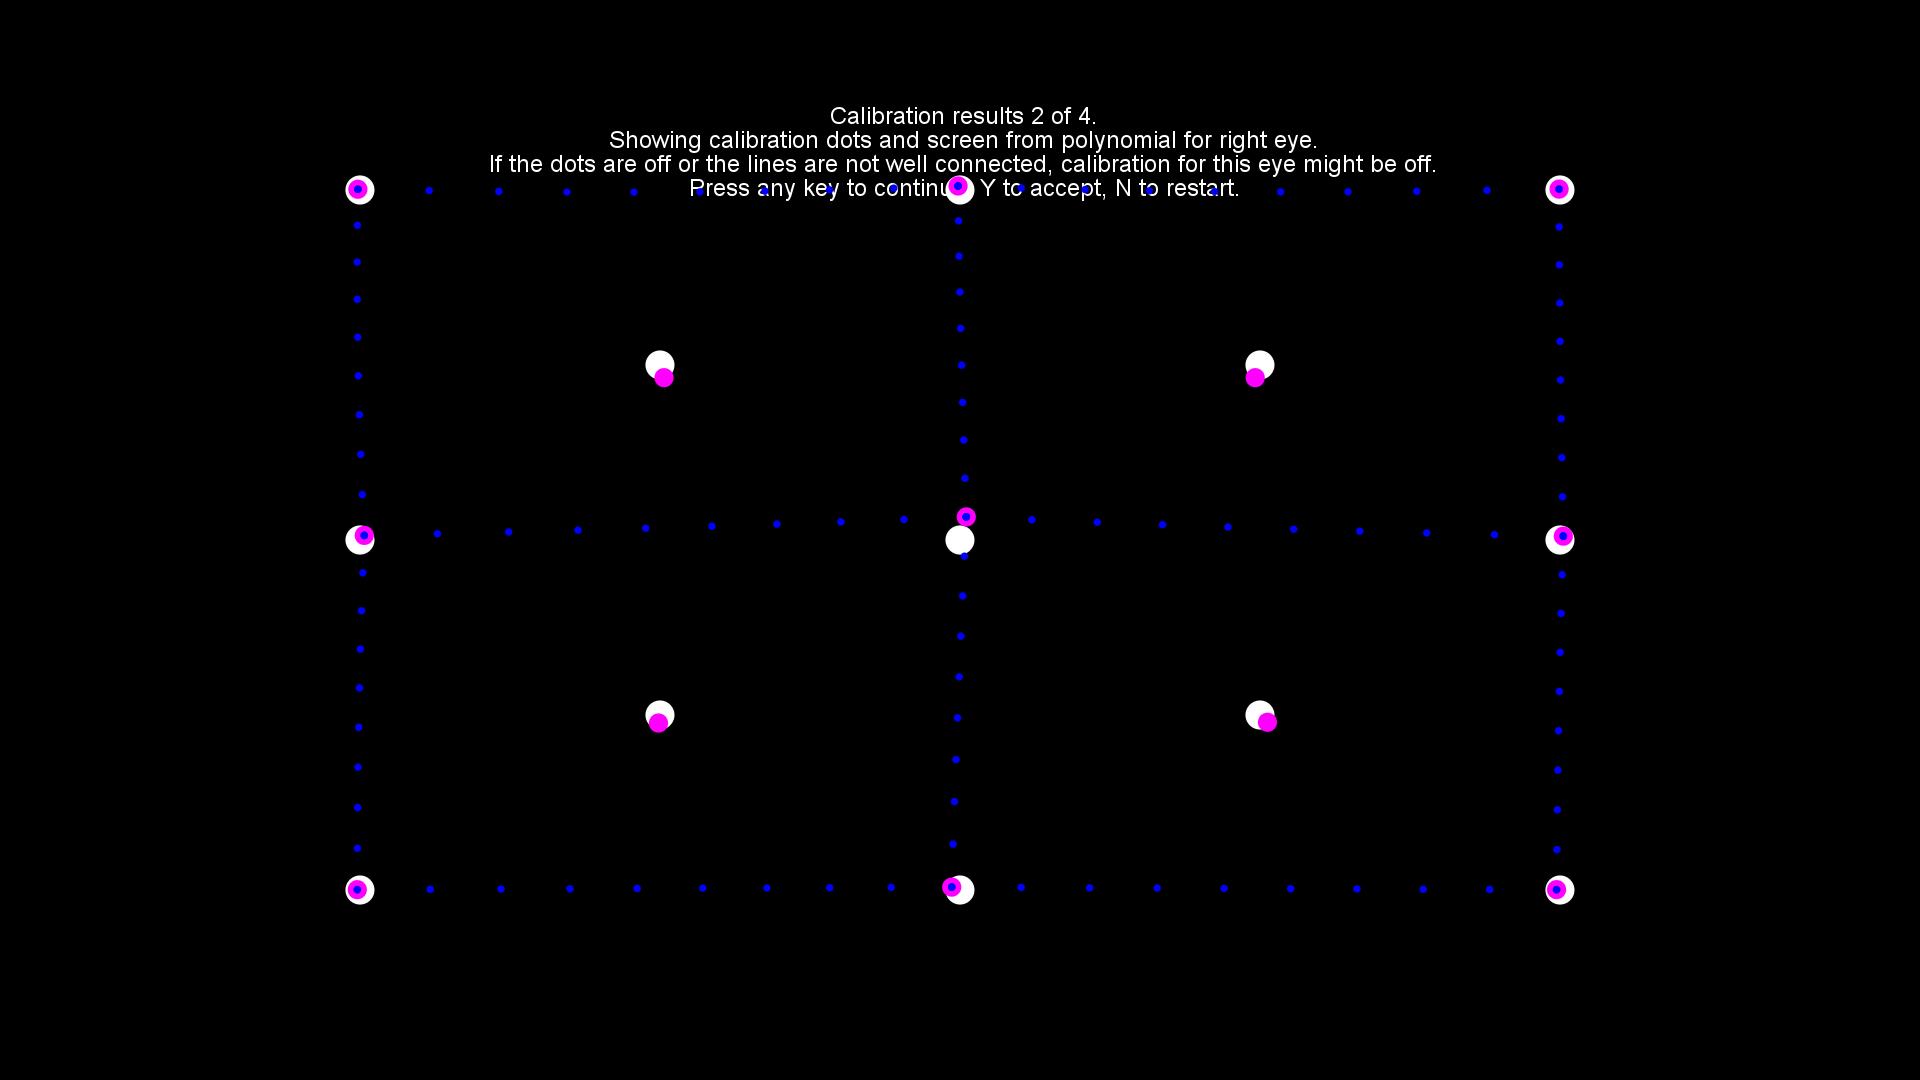 Calibration results 2 of 4.
Showing calibration dots and screen from polynomial for right eye.
If the dots are off or the lines are not well connected, calibration for this eye might be off.
Press any key to continue, Y to accept, N to restart.